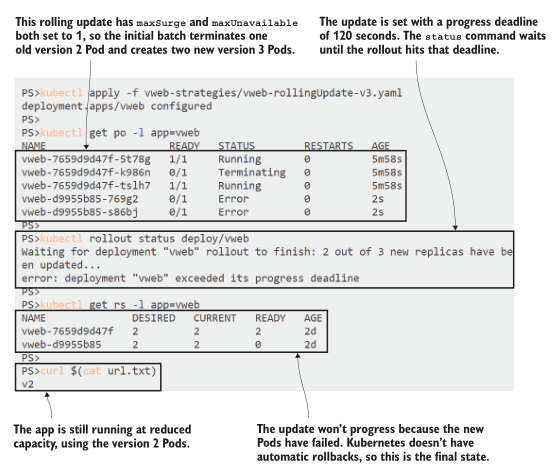 This rolling update has maxSurge and maxUnavailable
both set to 1, so the initial batch terminates one
old version 2 Pod and creates two new version 3 Pods.
The update is set with a progress deadline
of 120 seconds. The status command waits
until the rollout hits that deadline.
PS>kubectl apply -f vweb-strategies/vweb-rollingUpdate-v3.yaml
deployment.apps/vweb configured
PS>
PS>kubectl get po -l app=vweb
NAME READY STATUS RESTARTS AGE
vweb-7659d9d47f-5t78g 1/1 Running 0 5m58s
vweb-7659d9d47f-k986n 0/1 Terminating 0 5m58s
vweb-7659d9d47f-tslh7 1/1 Running 0 5m58s
vweb-d9955b85-769g2 0/1 Error 0 2s
vweb-d9955b85-s86bj 0/1 Error 0 2s
PS>
PS>kubectl rollout status deploy/vweb
Waiting for deployment "vweb" rollout to finish: 2 out of 3 new replicas have be
en updated...
error: deployment "vweb" exceeded its progress deadline
PS>
PS>kubectl get rs -l app=vweb
NAME DESIRED CURRENT READY AGE
vweb-7659d9d47f 2 2 2 2d
vweb-d9955b85 2 2 0 2d
PS>
PS>curl $(cat url.txt)
v2
The app is still running at reduced
capacity, using the version 2 Pods.
The update won't progress because the new
Pods have failed. Kubernetes doesn't have
automatic rollbacks, so this is the final state.